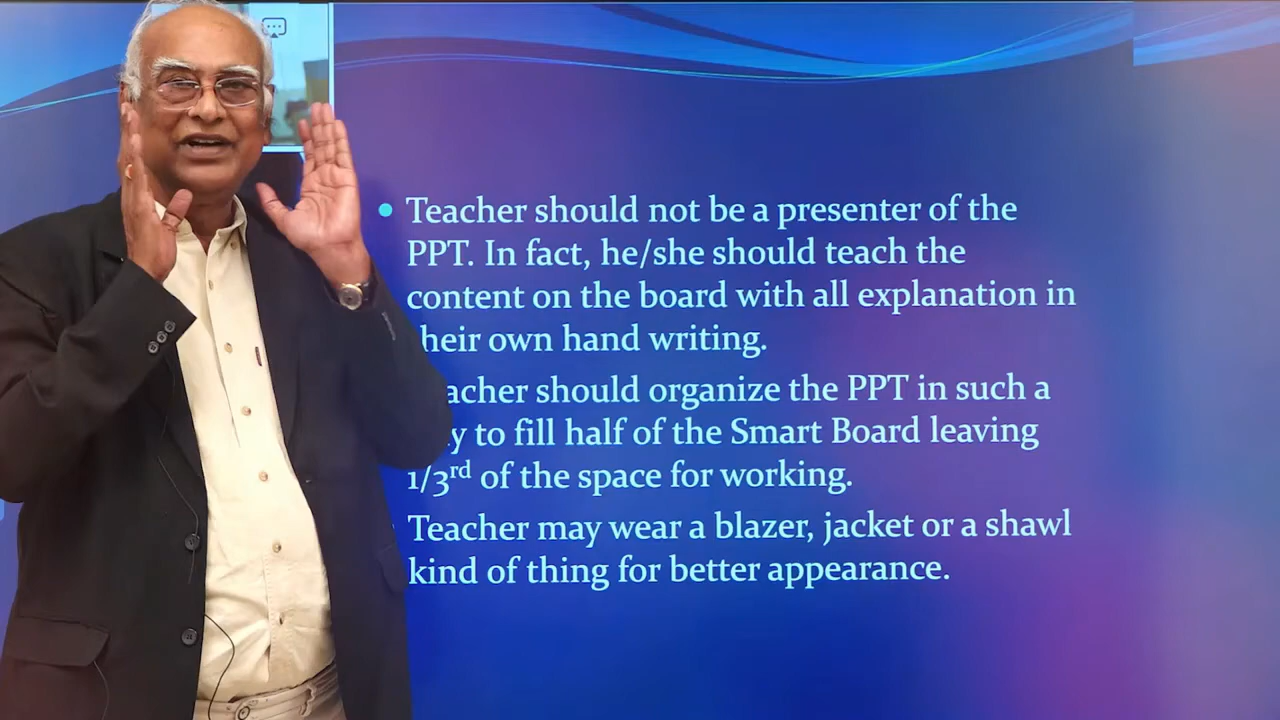 Teacher should not be a presenter of the
PPT. In fact, he/she should teach the
content on the board with all explanation in
heir own hand writing.
acher should organize the PPT in such a
y to fill half of the Smart Board leaving
1/3rd of the space for working.
Teacher may wear a blazer, jacket or a shawl
kind of thing for better appearance.